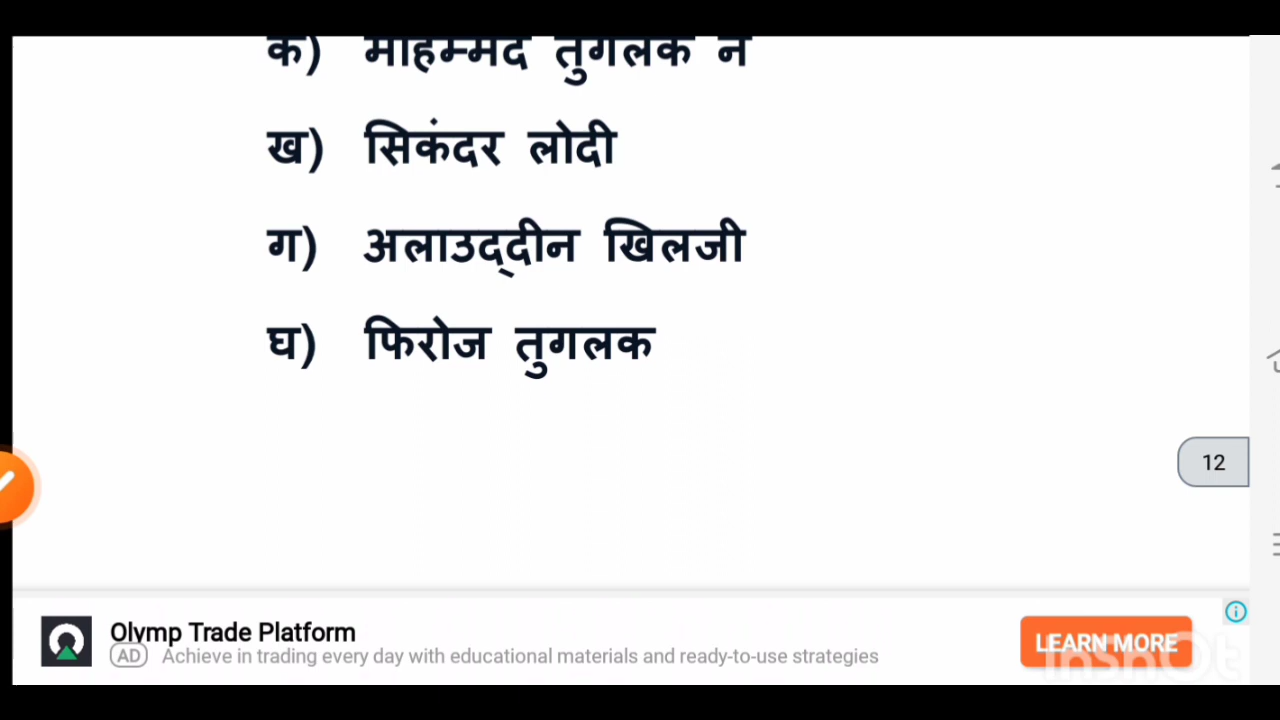 क) मोहम्मद तुगलक ने
ख) सिकंदर लोदी
ग) अलाउद्दीन खिलजी
घ) फिरोज तुगलक
12
Olymp Trade Platform
AD Achieve in trading every day with educational materials and ready-to-use strategies
LEARN MORE
InShOt